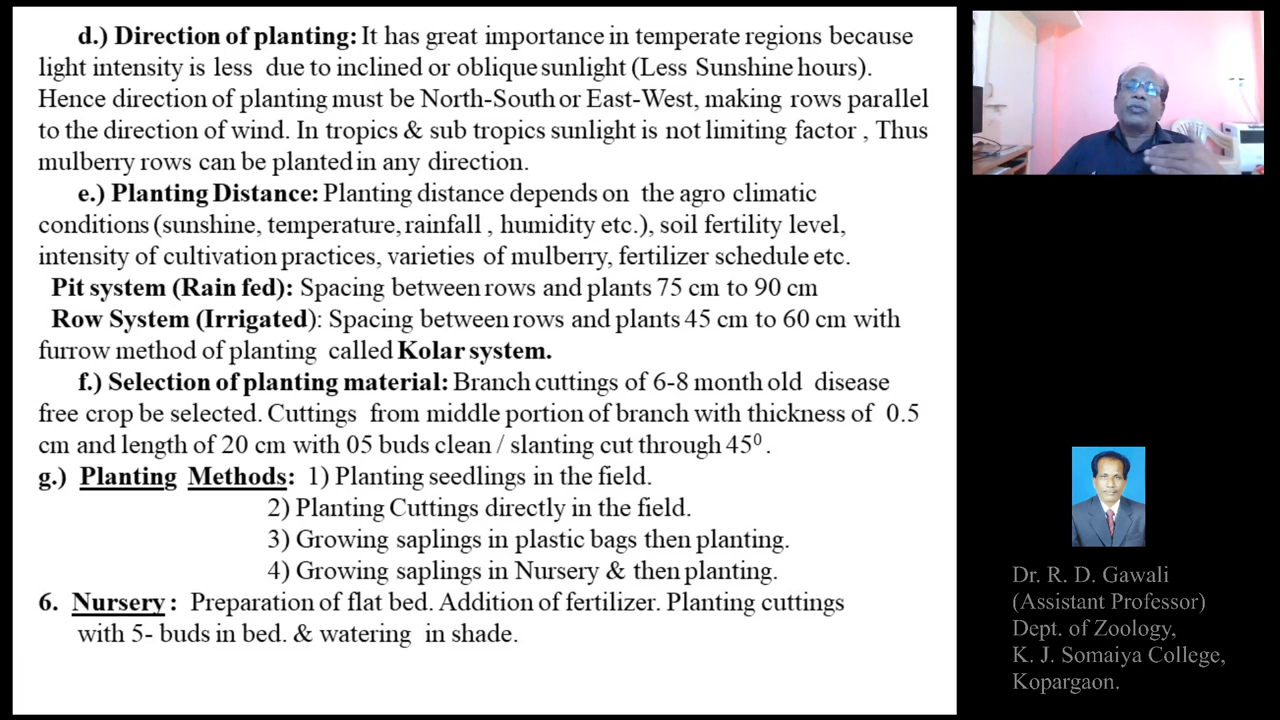 d.) Direction of planting: It has great importance in temperate regions because
light intensity is less due to inclined or oblique sunlight (Less Sunshine hours).
Hence direction of planting must be North-South or East-West, making rows parallel
to the direction of wind. In tropics & sub tropics sunlight is not limiting factor , Thus
mulberry rows can be planted in any direction.
e.) Planting Distance: Planting distance depends on the agro climatic
conditions (sunshine, temperature, rainfall , humidity etc.), soil fertility level,
intensity of cultivation practices, varieties of mulberry, fertilizer schedule etc.
Pit system (Rain fed): Spacing between rows and plants 75 cm to 90 cm
Row System (Irrigated): Spacing between rows and plants 45 cm to 60 cm with
furrow method of planting called Kolar system.
f.) Selection of planting material: Branch cuttings of 6-8 month old disease
free crop be selected. Cuttings from middle portion of branch with thickness of 0.5
cm and length of 20 cm with 05 buds clean / slanting cut through 45⁰ .
g.) Planting Methods: 1) Planting seedlings in the field.
2) Planting Cuttings directly in the field.
3) Growing saplings in plastic bags then planting.
4) Growing saplings in Nursery & then planting.
6. Nursery : Preparation of flat bed. Addition of fertilizer. Planting cuttings
with 5- buds in bed. & watering in shade.
Dr. R. D. Gawali
(Assistant Professor)
Dept. of Zoology,
K. J. Somaiya College,
Kopargaon.